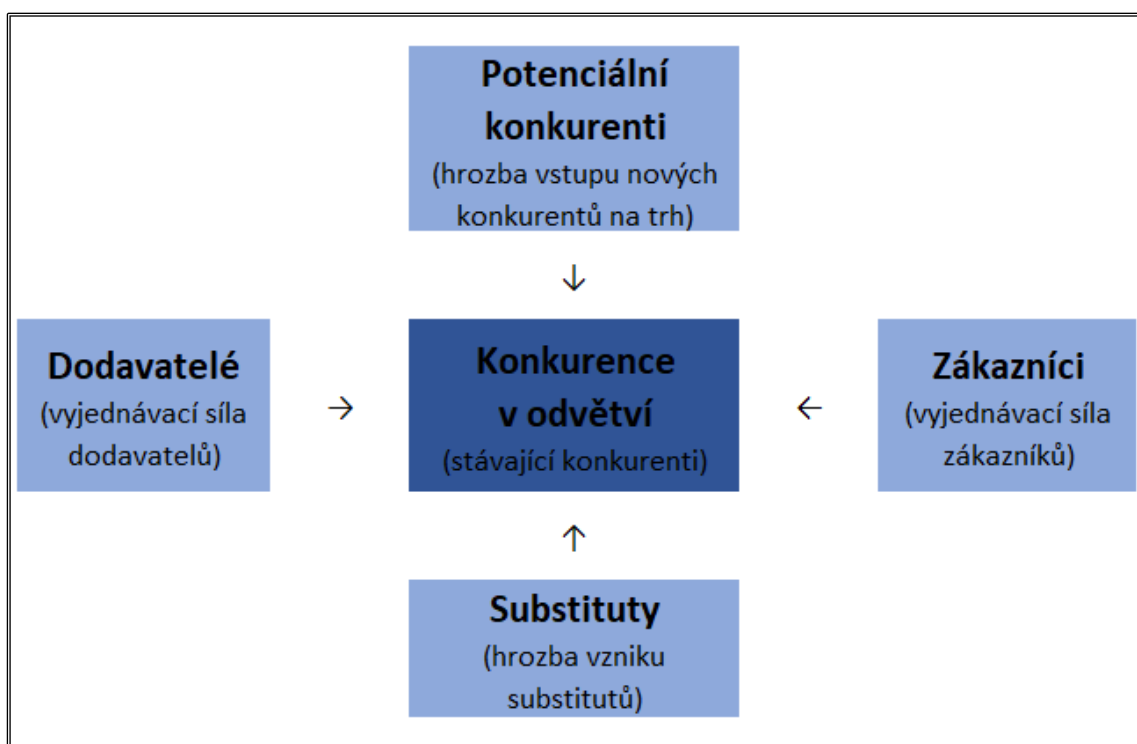 Potenciální
konkurenti
(hrozba vstupu nových
konkurentů na trh)
↓
Dodavatelé
(vyjednávací síla
dodavatelů)
→
Konkurence
v odvětví
(stávající konkurenti)
←
Zákazníci
(vyjednávací síla
zákazníků)
↑
Substituty
(hrozba vzniku
substitutů)